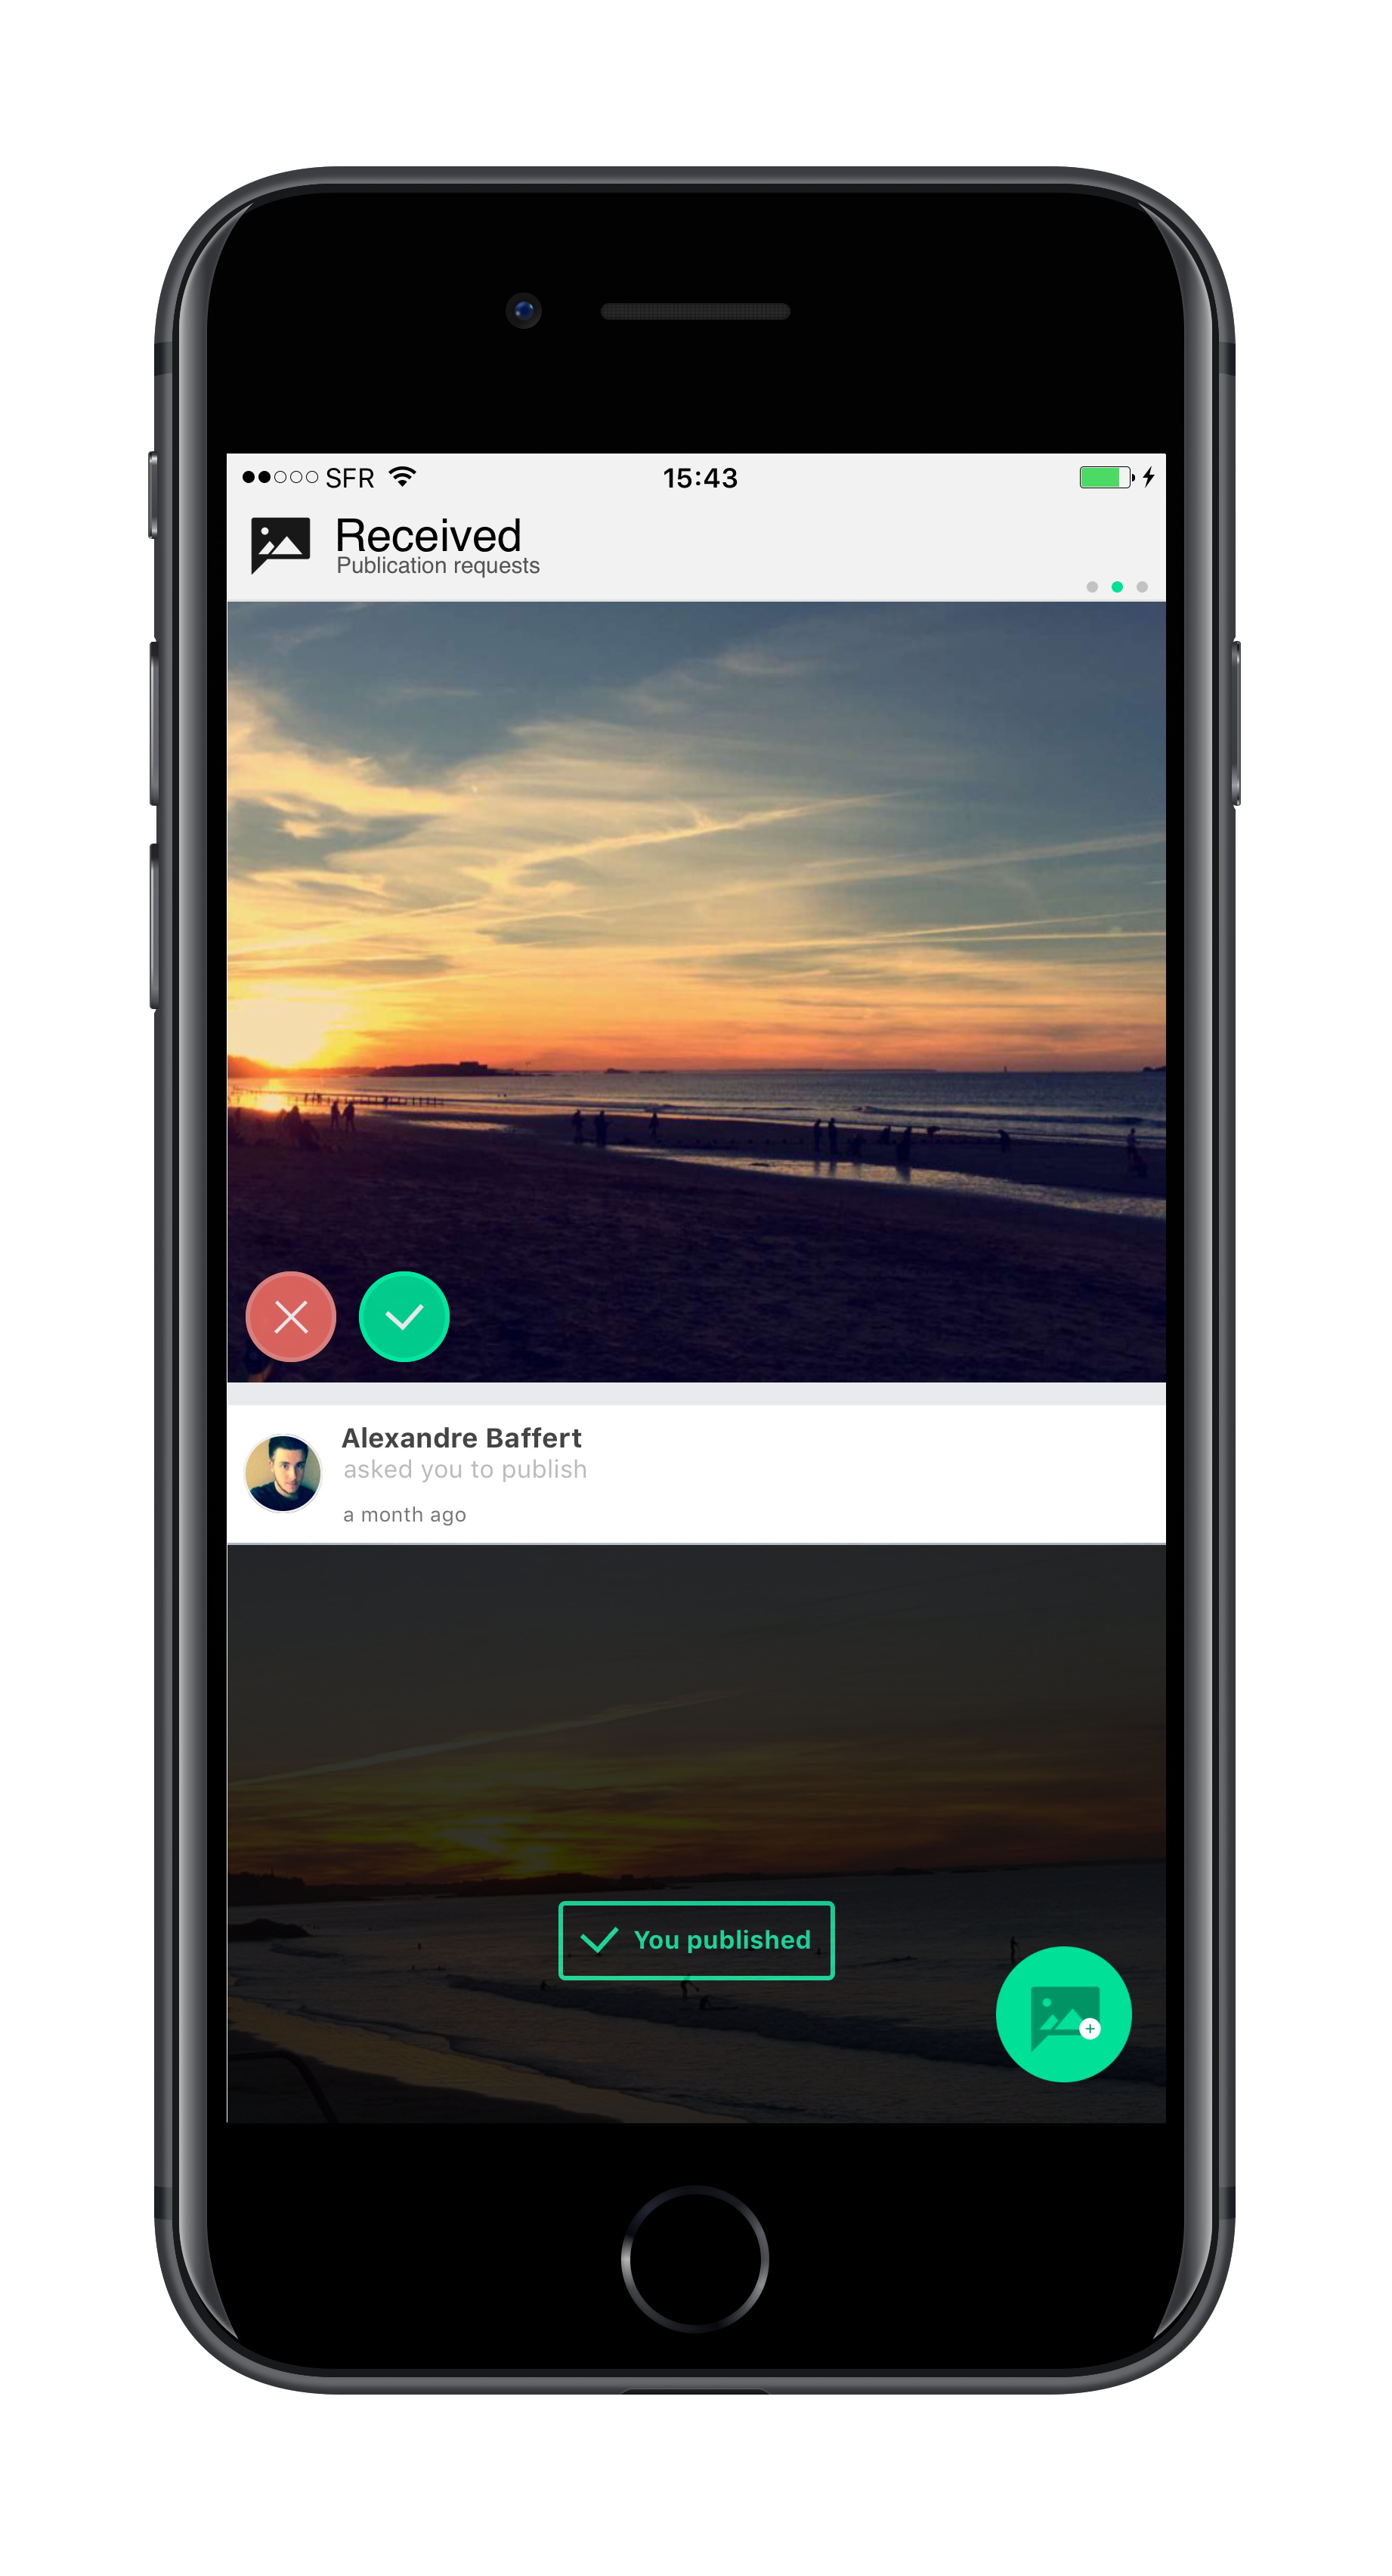 SFR 15:43
Received
Publication requests
Alexandre Baffert
asked you to publish
a month ago
You published